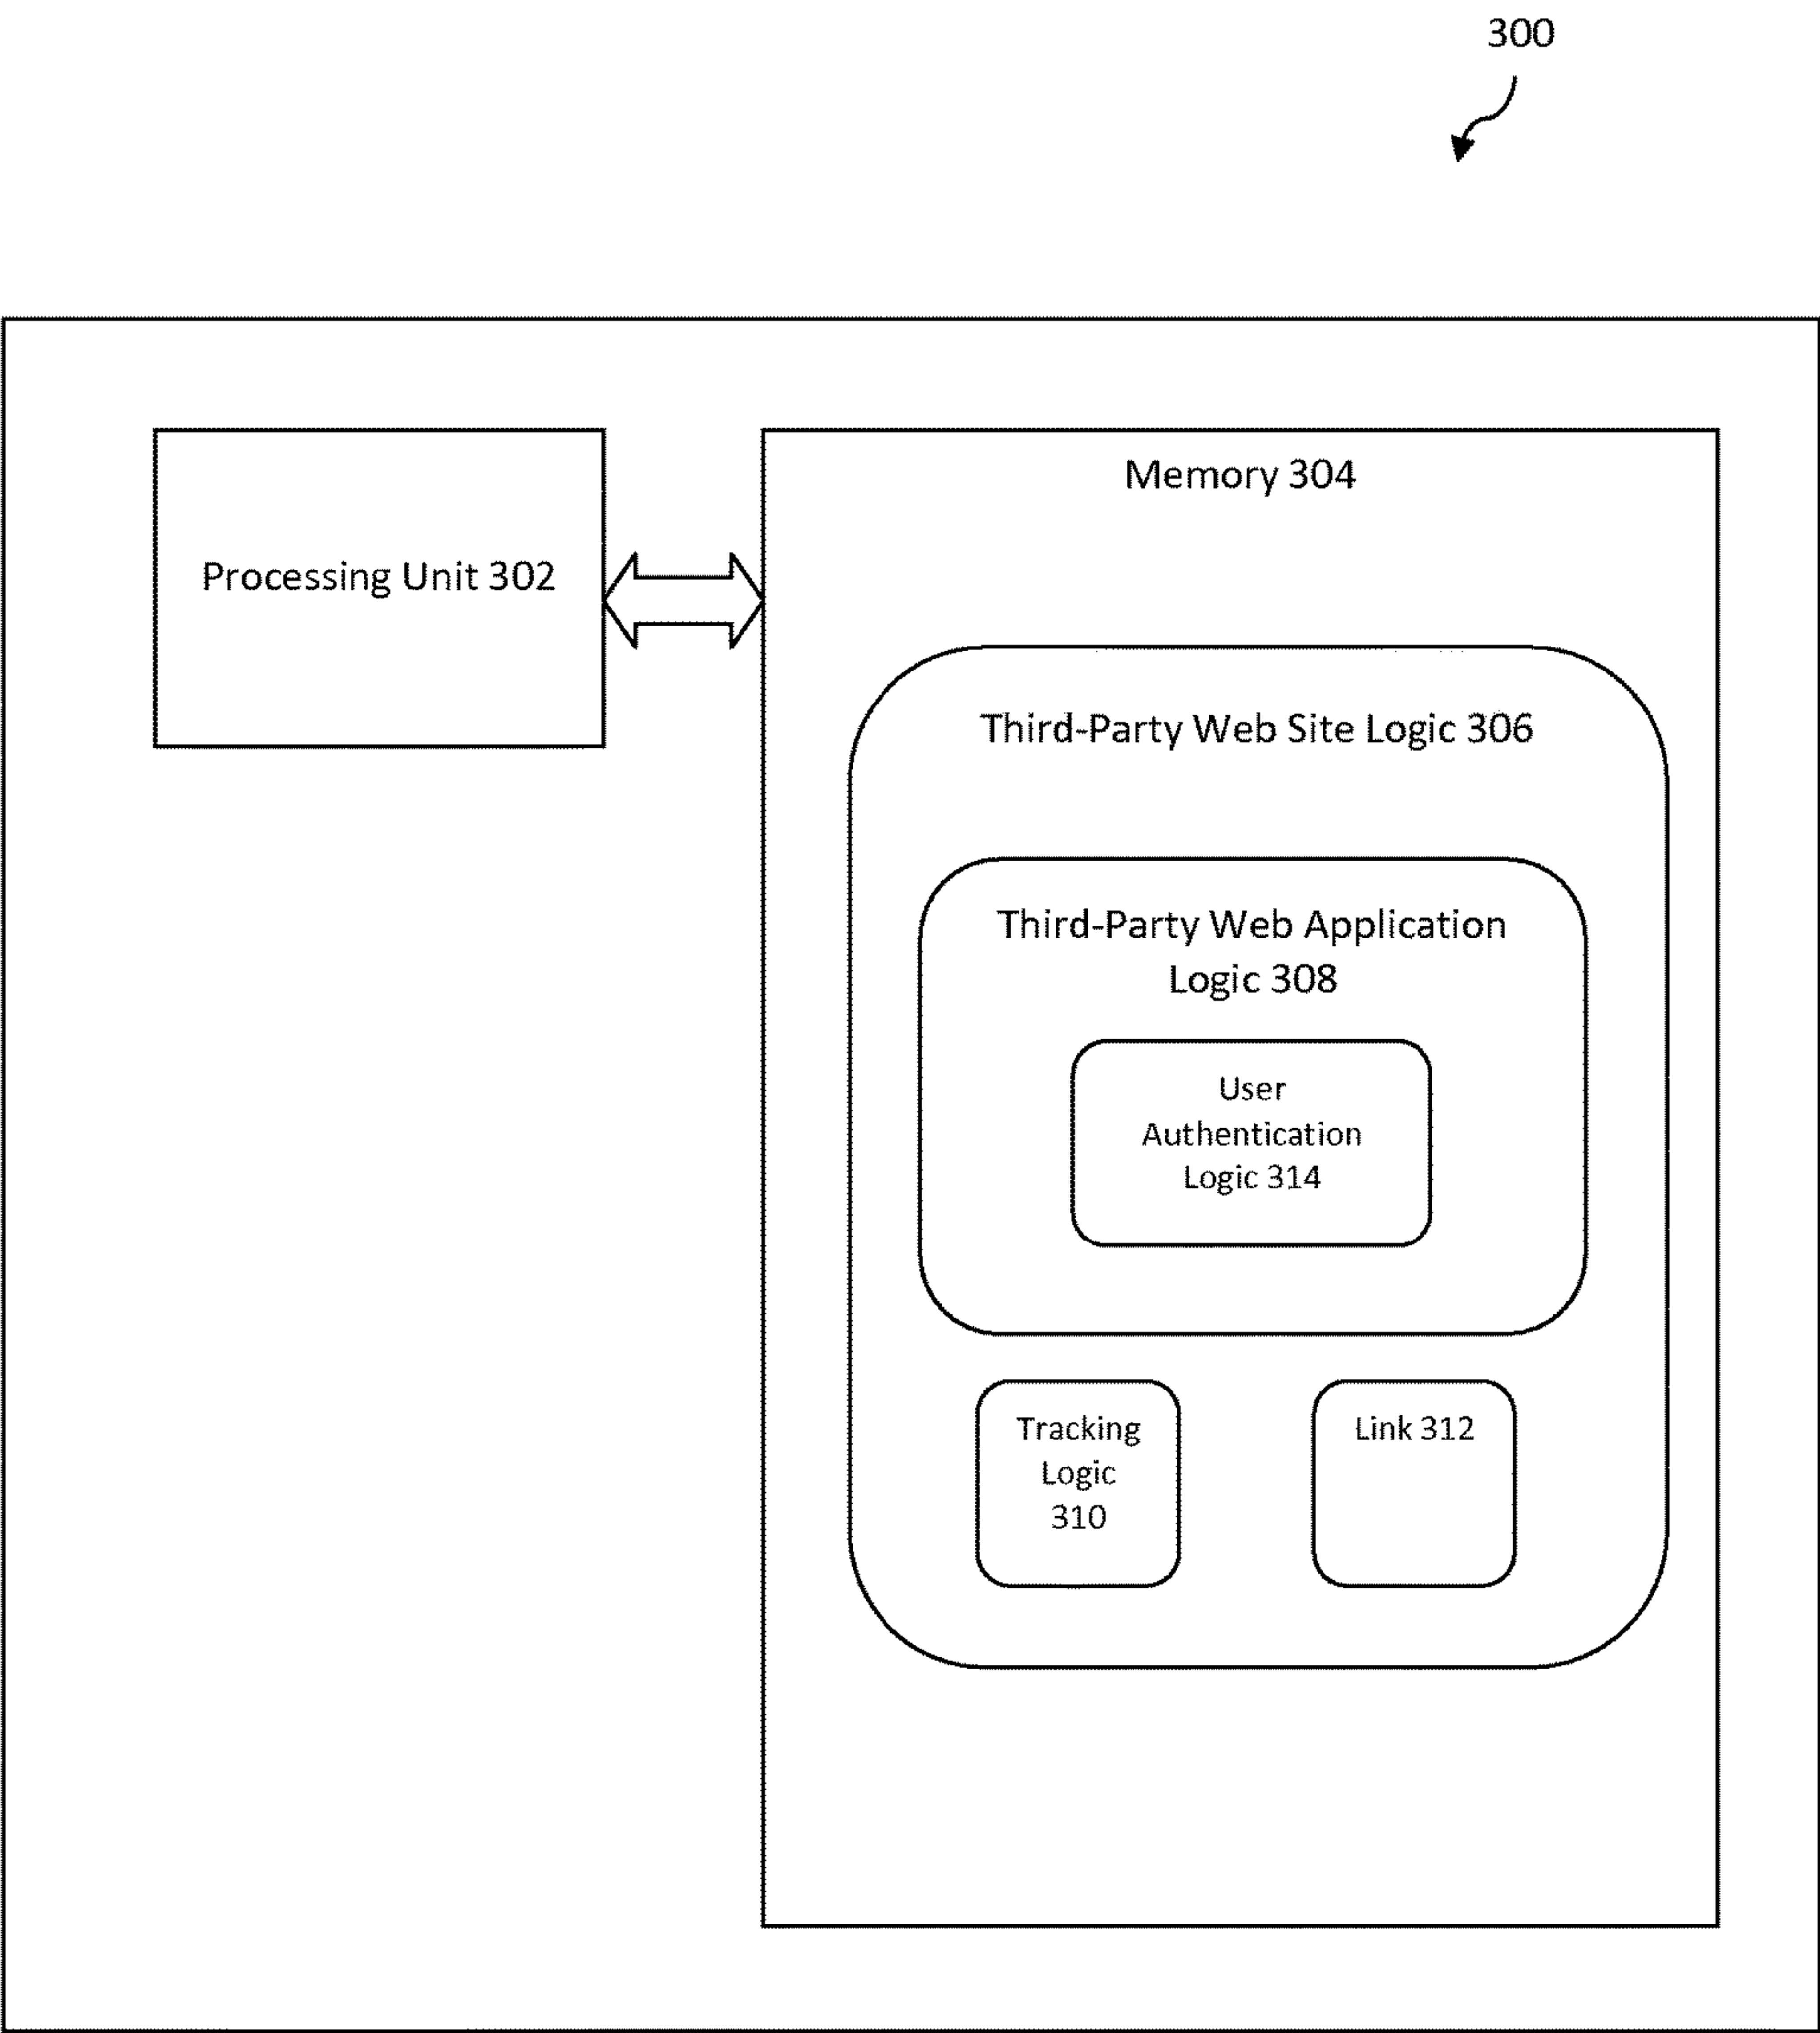 300
Memory 304
Processing Unit 302
Third-Party Web Site Logic 306
Third-Party Web Application
Logic 308
User
Authentication
Logic 314
Tracking
Logic
310
Link 312